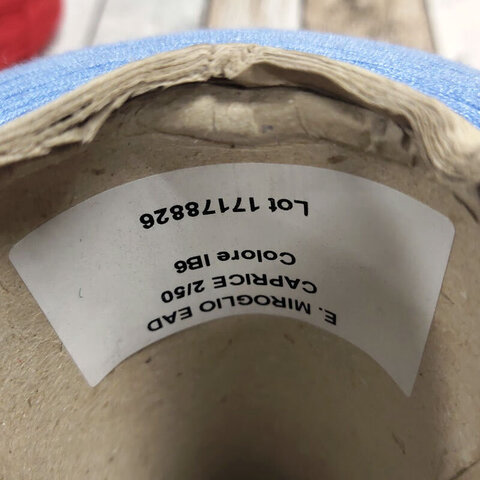 E. MIROGLIO EAD
CAPRICE 2/50
Colore IB6
Lot 17178826